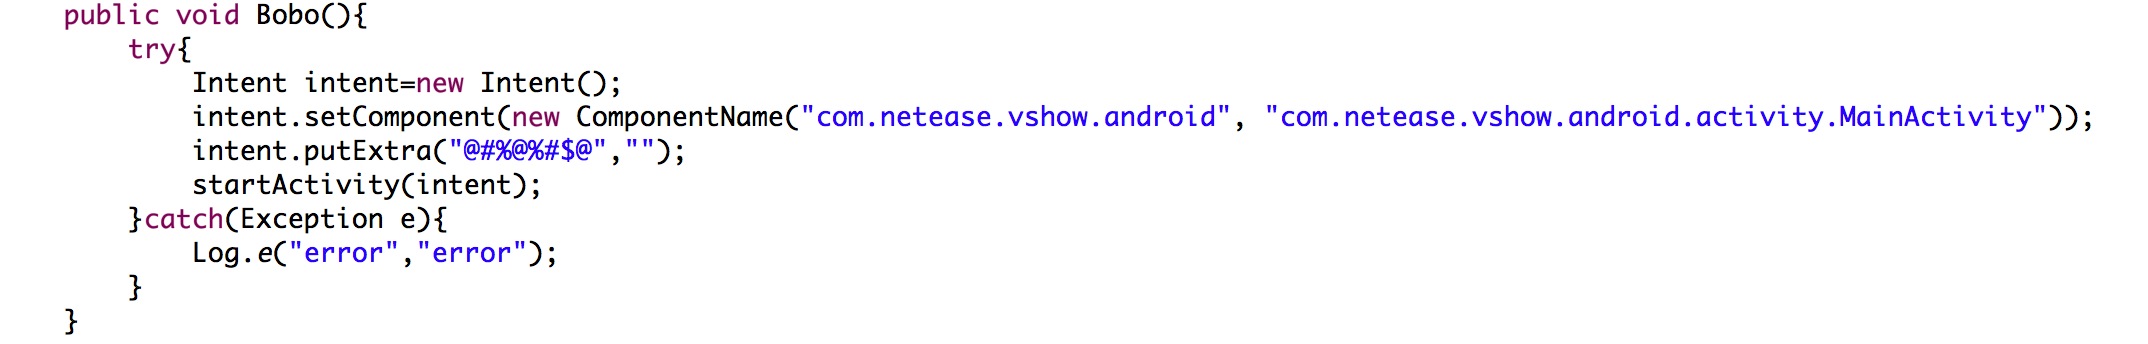 public void Bobo(){
try{
Intent intent=new Intent();
intent.setComponent(new ComponentName("com.netease.vshow.android", "com.netease.vshow.android.activity.MainActivity"));
intent.putExtra("@#%@%#$@","");
startActivity(intent);
}catch(Exception e){
Log.e("error","error");
}
}